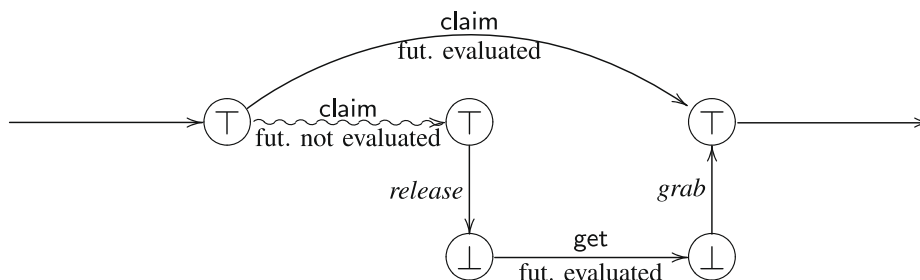 claim
fut. evaluated
⊤ claim ⊤ ⊤
fut. not evaluated
release grab
⊥ get ⊥
fut. evaluated